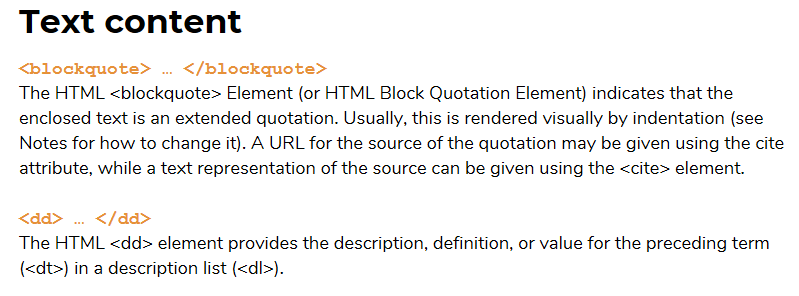 Text content
<blockquote> … </blockquote>
The HTML <blockquote> Element (or HTML Block Quotation Element) indicates that the
enclosed text is an extended quotation. Usually, this is rendered visually by indentation (see
Notes for how to change it). A URL for the source of the quotation may be given using the cite
attribute, while a text representation of the source can be given using the <cite> element.
<dd> … </dd>
The HTML <dd> element provides the description, definition, or value for the preceding term
(<dt>) in a description list (<dl>).